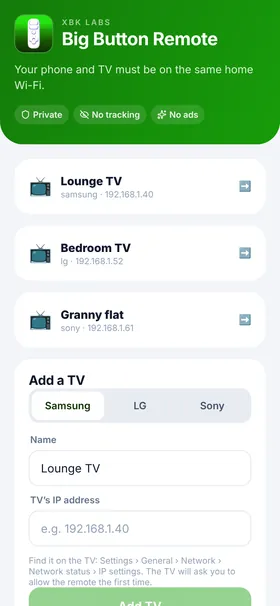 XBK LABS
Big Button Remote
Your phone and TV must be on the same home
Wi-Fi.
Private
No tracking
No ads
Lounge TV
samsung · 192.168.1.40
Bedroom TV
lg · 192.168.1.52
Granny flat
sony · 192.168.1.61
Add a TV
Samsung
LG
Sony
Name
Lounge TV
TV's IP address
e.g. 192.168.1.40
Find it on the TV: Settings › General › Network ›
Network status › IP settings. The TV will ask you to
allow the remote the first time.
Add TV